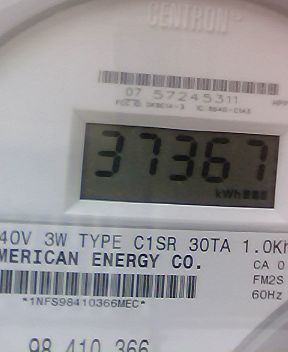 CENTRON
07 57245311
37367
kWh
40V 3W TYPE C1SR 30TA 1.0Kh
MERICAN ENERGY CO.
CA 0
FM2S
60Hz
*1NFS98410366MEC*
98 410 366